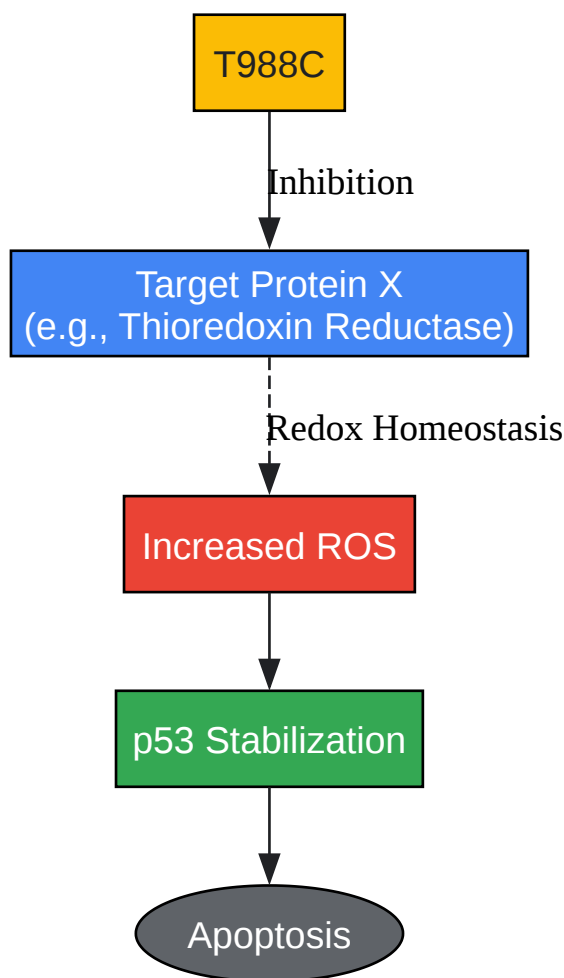 T988C
Inhibition
Target Protein X
(e.g., Thioredoxin Reductase)
Redox Homeostasis
Increased ROS
p53 Stabilization
Apoptosis